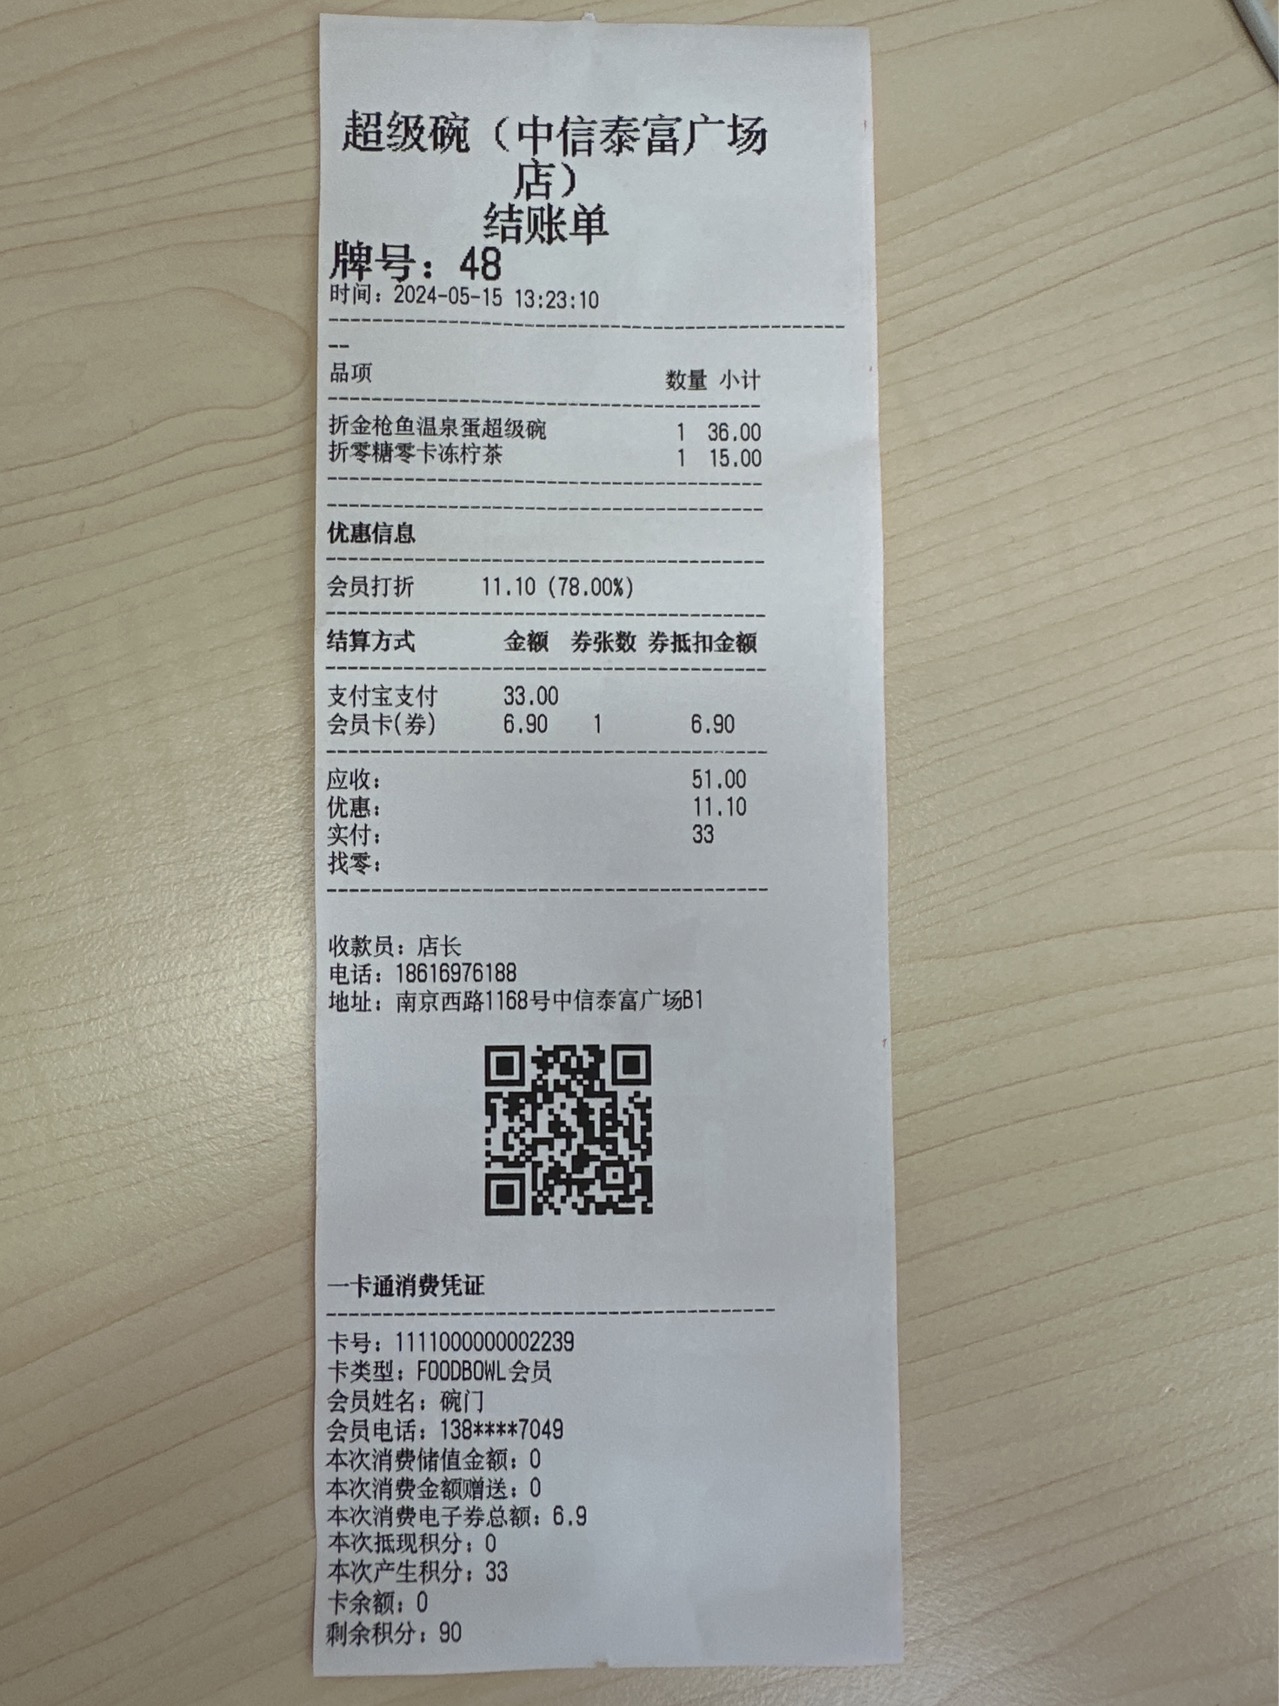 超级碗（中信泰富广场
店）
结账单
牌号：48
时间：2024-05-15 13:23:10
--
品项 数量 小计
折金枪鱼温泉蛋超级碗 1 36.00
折零糖零卡冻柠茶 1 15.00
优惠信息
会员打折 11.10 (78.00%)
结算方式 金额 券张数 券抵扣金额
支付宝支付 33.00
会员卡(券) 6.90 1 6.90
应收： 51.00
优惠： 11.10
实付： 33
找零：
收款员：店长
电话：18616976188
地址：南京西路1168号中信泰富广场B1
一卡通消费凭证
卡号：1111000000002239
卡类型：FOODBOWL会员
会员姓名：碗门
会员电话：138****7049
本次消费储值金额：0
本次消费金额赠送：0
本次消费电子券总额：6.9
本次抵现积分：0
本次产生积分：33
卡余额：0
剩余积分：90